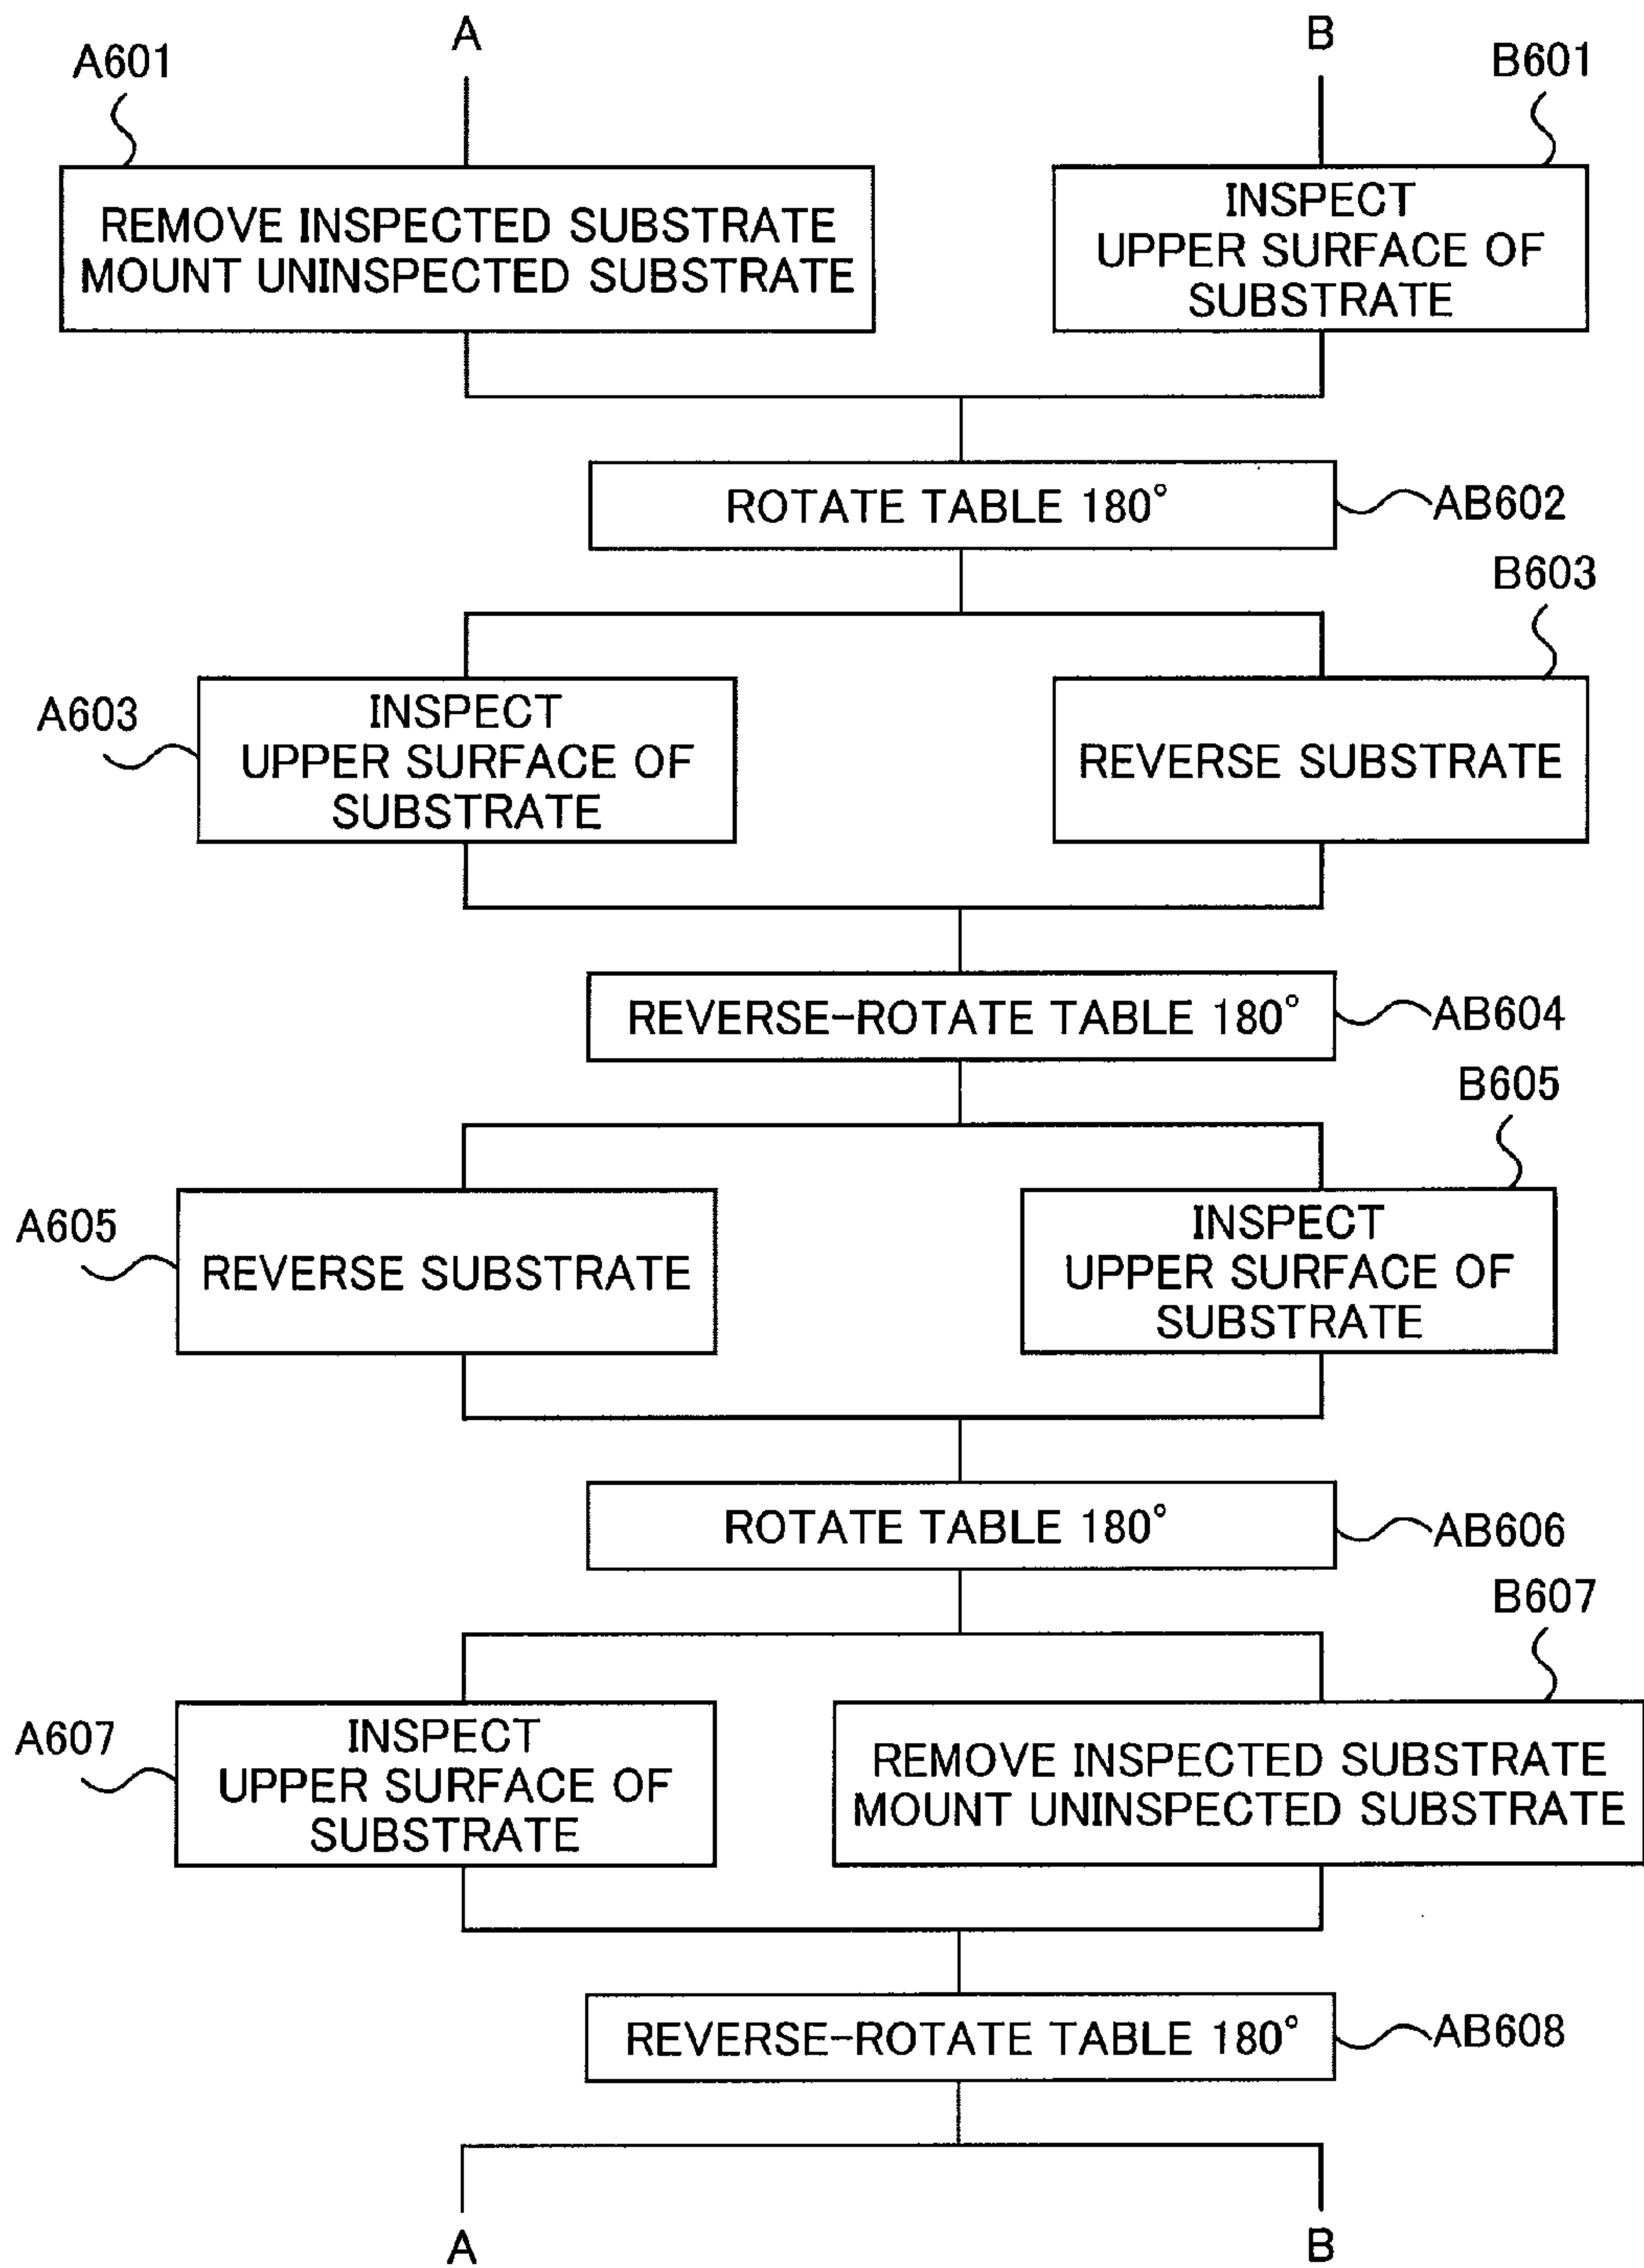 A
B
A601
B601
REMOVE INSPECTED SUBSTRATE
MOUNT UNINSPECTED SUBSTRATE
INSPECT
UPPER SURFACE OF
SUBSTRATE
ROTATE TABLE 180°
AB602
B603
A603
INSPECT
UPPER SURFACE OF
SUBSTRATE
REVERSE SUBSTRATE
REVERSE-ROTATE TABLE 180°
AB604
B605
A605
REVERSE SUBSTRATE
INSPECT
UPPER SURFACE OF
SUBSTRATE
ROTATE TABLE 180°
AB606
B607
A607
INSPECT
UPPER SURFACE OF
SUBSTRATE
REMOVE INSPECTED SUBSTRATE
MOUNT UNINSPECTED SUBSTRATE
REVERSE-ROTATE TABLE 180°
AB608
A
B